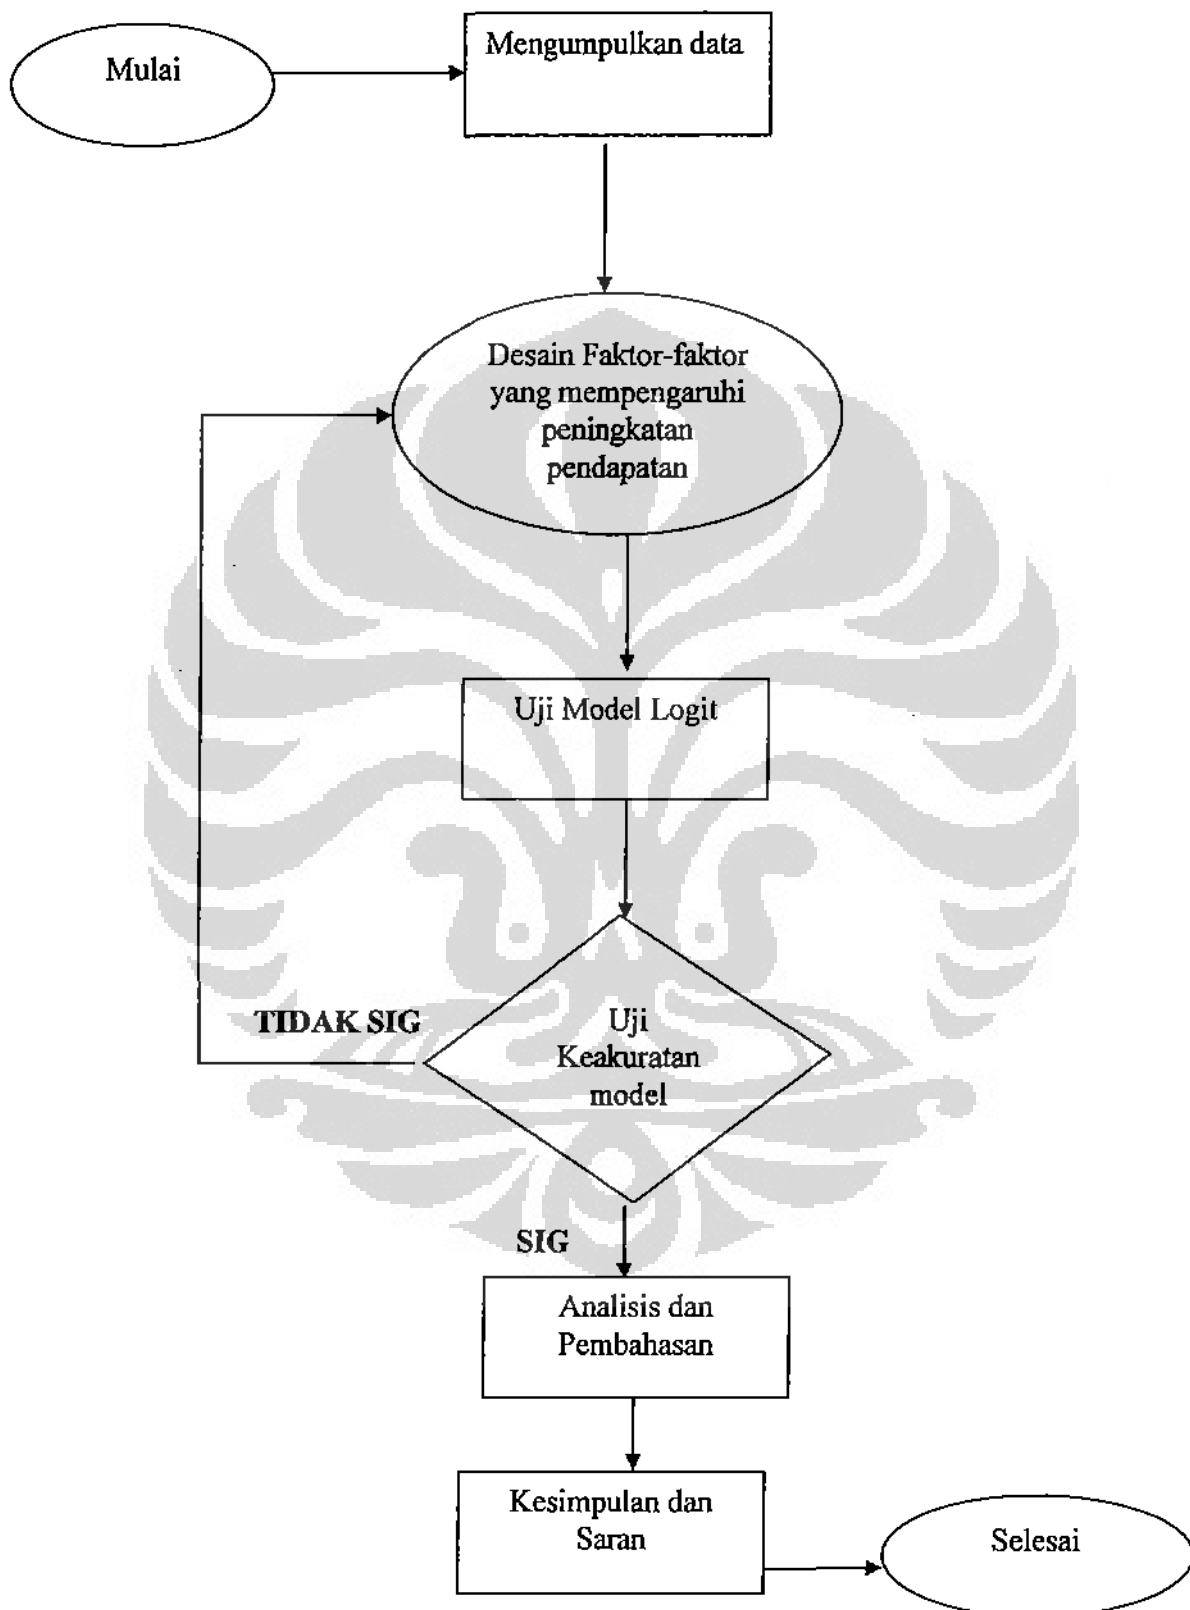 Mulai
Mengumpulkan data
Desain Faktor-faktor
yang mempengaruhi
peningkatan
pendapatan
Uji Model Logit
TIDAK SIG
Uji
Keakuratan
model
SIG
Analisis dan
Pembahasan
Kesimpulan dan
Saran
Selesai